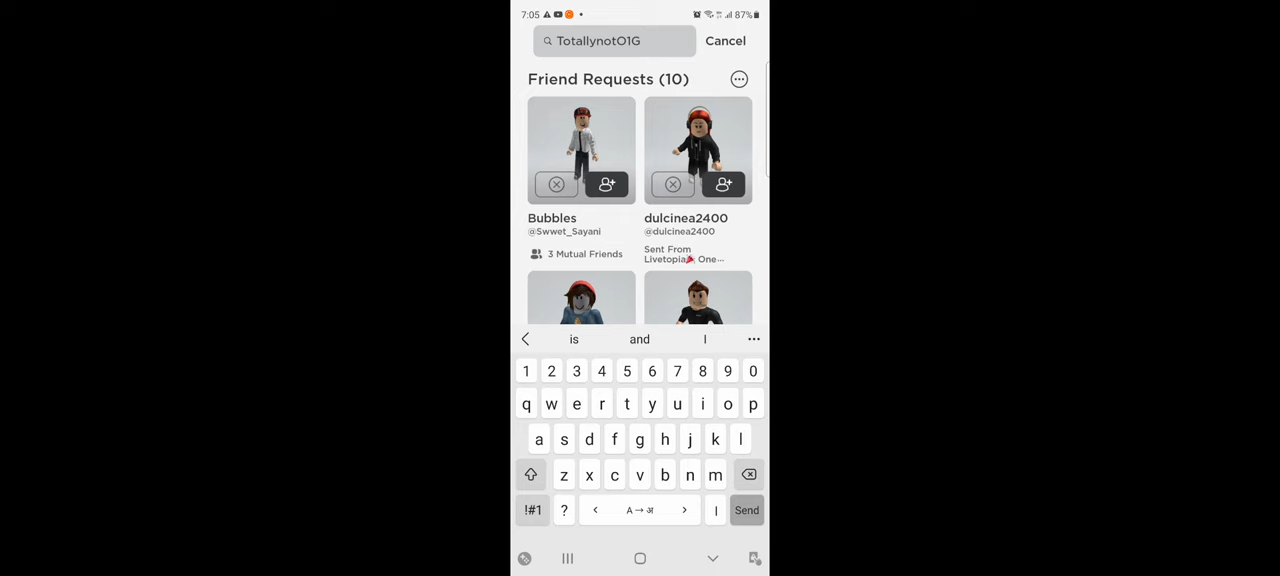 7:05 87%
TotallynotO1G Cancel
Friend Requests (10)
Bubbles
@Swwet_Sayani
3 Mutual Friends
dulcinea2400
@dulcinea2400
Sent From
Livetopia🎉 One...
is and I
1 2 3 4 5 6 7 8 9 0
q w e r t y u i o p
a s d f g h j k l
z x c v b n m
!#1 ? < A→अ > | Send